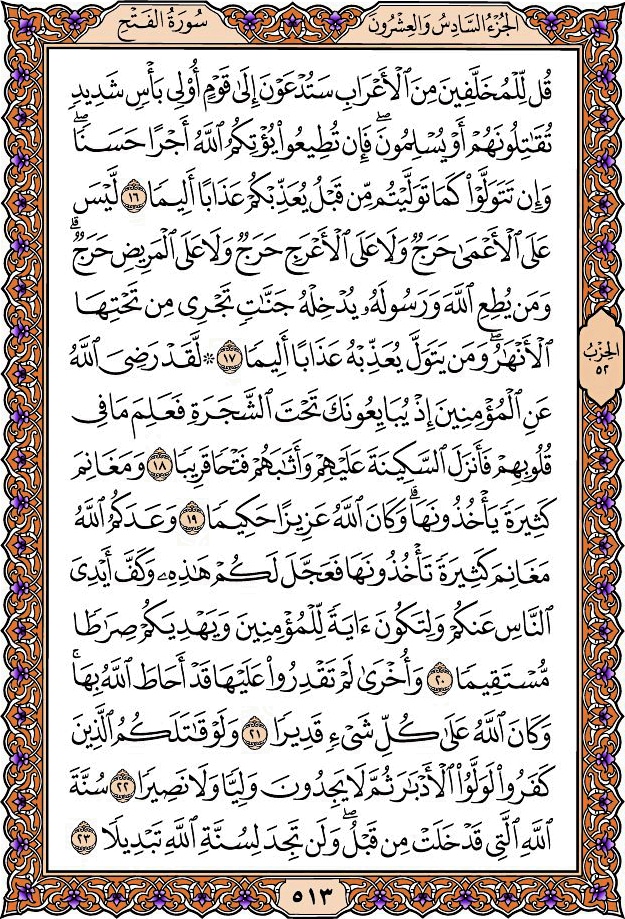 الجُزْءُ السَّادِسُ وَالعِشْرُونَ
سُورَةُ الفَتْحِ
قُل لِّلْمُخَلَّفِينَ مِنَ ٱلْأَعْرَابِ سَتُدْعَوْنَ إِلَىٰ قَوْمٍ أُو۟لِى بَأْسٍ شَدِيدٍ
تُقَـٰتِلُونَهُمْ أَوْ يُسْلِمُونَ ۖ فَإِن تُطِيعُوا۟ يُؤْتِكُمُ ٱللَّهُ أَجْرًا حَسَنًا ۖ
وَإِن تَتَوَلَّوْا۟ كَمَا تَوَلَّيْتُم مِّن قَبْلُ يُعَذِّبْكُمْ عَذَابًا أَلِيمًا ١٦ لَّيْسَ
عَلَى ٱلْأَعْمَىٰ حَرَجٌ وَلَا عَلَى ٱلْأَعْرَجِ حَرَجٌ وَلَا عَلَى ٱلْمَرِيضِ حَرَجٌ ۗ
وَمَن يُطِعِ ٱللَّهَ وَرَسُولَهُۥ يُدْخِلْهُ جَنَّـٰتٍ تَجْرِى مِن تَحْتِهَا
ٱلْأَنْهَـٰرُ ۖ وَمَن يَتَوَلَّ يُعَذِّبْهُ عَذَابًا أَلِيمًا ١٧ * لَّقَدْ رَضِىَ ٱللَّهُ
عَنِ ٱلْمُؤْمِنِينَ إِذْ يُبَايِعُونَكَ تَحْتَ ٱلشَّجَرَةِ فَعَلِمَ مَا فِى
قُلُوبِهِمْ فَأَنزَلَ ٱلسَّكِينَةَ عَلَيْهِمْ وَأَثَـٰبَهُمْ فَتْحًا قَرِيبًا ١٨ وَمَغَانِمَ
كَثِيرَةً يَأْخُذُونَهَا ۗ وَكَانَ ٱللَّهُ عَزِيزًا حَكِيمًا ١٩ وَعَدَكُمُ ٱللَّهُ
مَغَانِمَ كَثِيرَةً تَأْخُذُونَهَا فَعَجَّلَ لَكُمْ هَـٰذِهِۦ وَكَفَّ أَيْدِىَ
ٱلنَّاسِ عَنكُمْ وَلِتَكُونَ ءَايَةً لِّلْمُؤْمِنِينَ وَيَهْدِيَكُمْ صِرَٰطًا
مُّسْتَقِيمًا ٢٠ وَأُخْرَىٰ لَمْ تَقْدِرُوا۟ عَلَيْهَا قَدْ أَحَاطَ ٱللَّهُ بِهَا ۚ
وَكَانَ ٱللَّهُ عَلَىٰ كُلِّ شَىْءٍ قَدِيرًا ٢١ وَلَوْ قَـٰتَلَكُمُ ٱلَّذِينَ
كَفَرُوا۟ لَوَلَّوُا۟ ٱلْأَدْبَـٰرَ ثُمَّ لَا يَجِدُونَ وَلِيًّا وَلَا نَصِيرًا ٢٢ سُنَّةَ
ٱللَّهِ ٱلَّتِى قَدْ خَلَتْ مِن قَبْلُ ۖ وَلَن تَجِدَ لِسُنَّةِ ٱللَّهِ تَبْدِيلًا ٢٣
الحِزْبُ
٥٢
٥١٣